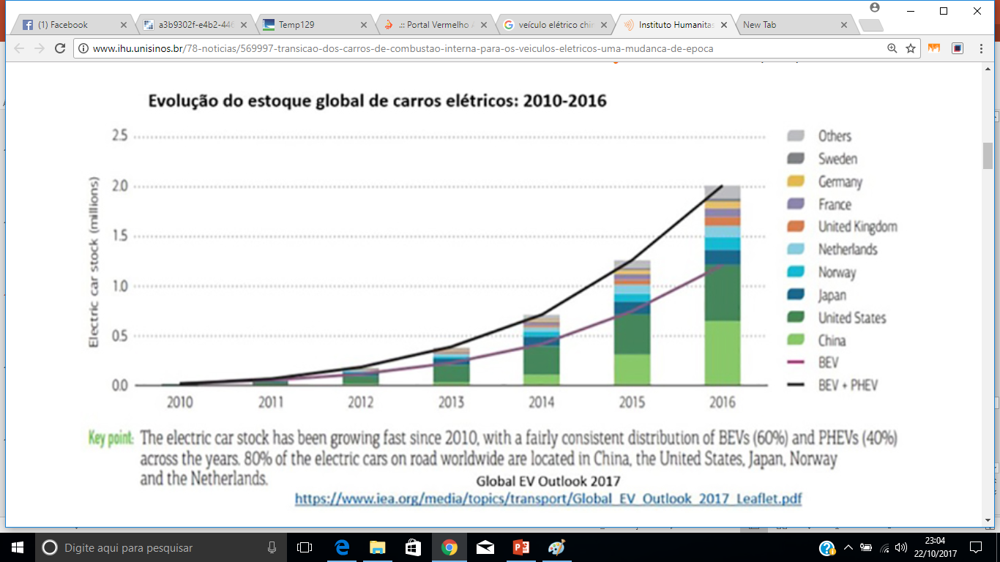 (1) Facebook
a3b9302f-e4b2-446
Temp129
.:: Portal Vermelho
veículo elétrico chin
Instituto Humanitas
New Tab
www.ihu.unisinos.br/78-noticias/569997-transicao-dos-carros-de-combustao-interna-para-os-veiculos-eletricos-uma-mudanca-de-epoca
Evolução do estoque global de carros elétricos: 2010-2016
Electric car stock (millions)
2.5
2.0
1.5
1.0
0.5
0.0
2010
2011
2012
2013
2014
2015
2016
Others
Sweden
Germany
France
United Kingdom
Netherlands
Norway
Japan
United States
China
BEV
BEV + PHEV
Key point: The electric car stock has been growing fast since 2010, with a fairly consistent distribution of BEVs (60%) and PHEVs (40%)
across the years. 80% of the electric cars on road worldwide are located in China, the United States, Japan, Norway
and the Netherlands.
Global EV Outlook 2017
https://www.iea.org/media/topics/transport/Global_EV_Outlook_2017_Leaflet.pdf
Digite aqui para pesquisar
23:04
22/10/2017